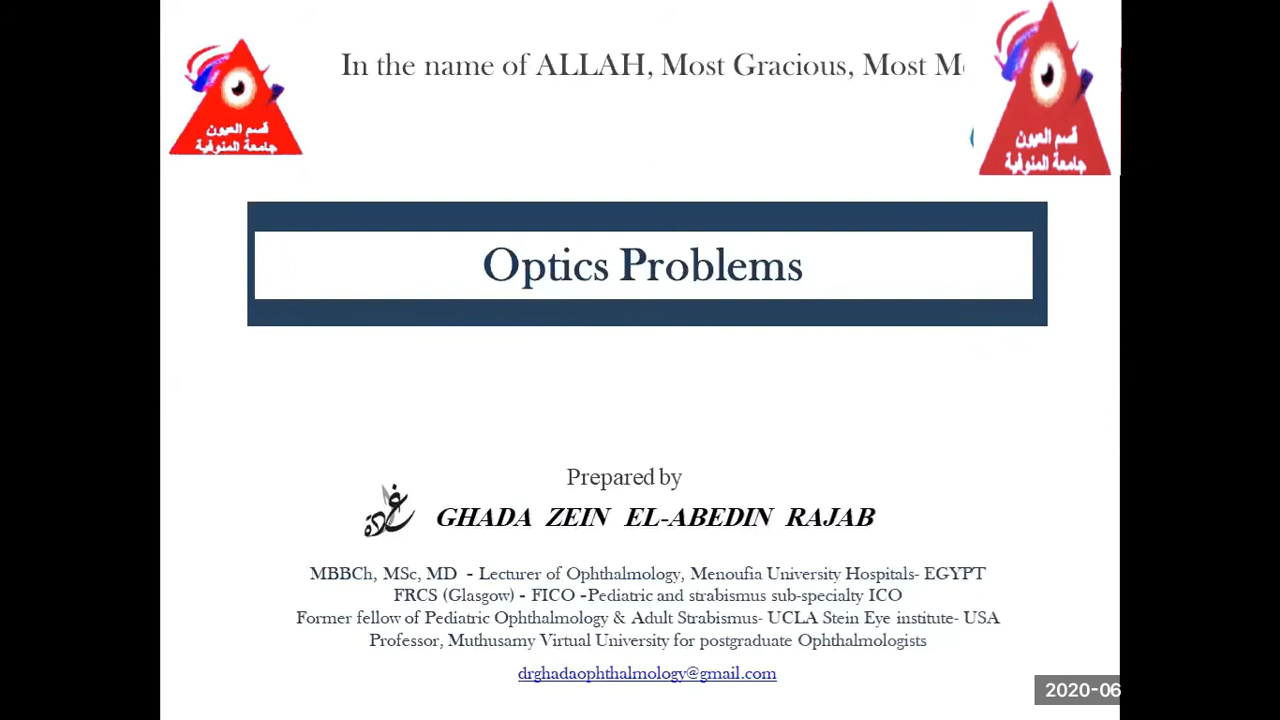 In the name of ALLAH, Most Gracious, Most Me
قسم العيون
جامعة المنوفية
قسم العيون
جامعة المنوفية
Optics Problems
Prepared by
غادة
GHADA ZEIN EL-ABEDIN RAJAB
MBBCh, MSc, MD - Lecturer of Ophthalmology, Menoufia University Hospitals- EGYPT
FRCS (Glasgow) - FICO -Pediatric and strabismus sub-specialty ICO
Former fellow of Pediatric Ophthalmology & Adult Strabismus- UCLA Stein Eye institute- USA
Professor, Muthusamy Virtual University for postgraduate Ophthalmologists
drghadaophthalmology@gmail.com
2020-06